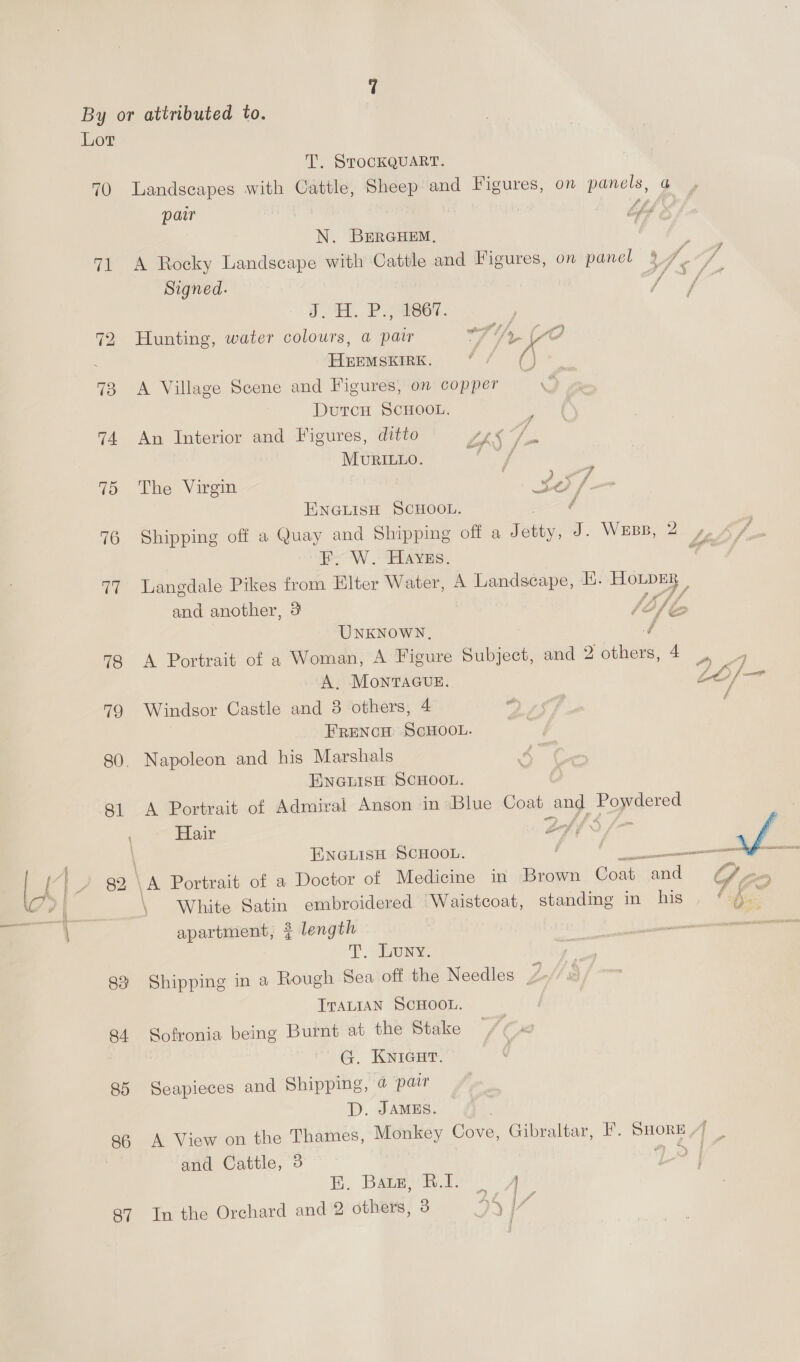 7
By or attributed to.
Lot
T. Stockquart.
70 Landscapes with Cattle, Sheep and Figures, on panels, a
pair
N. Berghem.
71 A Rocky Landscape with Cattle and Figures, on panel
Signed.
J. H. P., 1867.
72 Hunting, water colours, a pair
Heemskirk.
73 A Village Scene and Figures, on copper
Dutch School.
74 An Interior and Figures, ditto
Murillo.
75 The Virgin
English School.
76 Shipping off a Quay and Shipping off a Jetty, J. Webb, 2
F. W. Hayes.
77 Langdale Pikes from Elter Water, A Landscape, E. Holder,
and another, 3
Unknown.
78 A Portrait of a Woman, A Figure Subject, and 2 others, 4
A. Montague.
79 Windsor Castle and 3 others, 4
French School.
80. Napoleon and his Marshals
English School.
81 A Portrait of Admiral Anson in Blue Coat and Powdered
Hair
English School.
82 A Portrait of a Doctor of Medicine in Brown Coat and
White Satin embroidered Waistcoat, standing in his
apartment, ¾ length
T. Luny.
83 Shipping in a Rough Sea off the Needles
Italian School.
84 Sofronia being Burnt at the Stake
G. Knight.
85 Seapieces and Shipping, a pair
D. James.
86 A View on the Thames, Monkey Cove, Gibraltar, F. Shore
and Cattle, 3
E. Bale, R.I.
87 In the Orchard and 2 others, 3